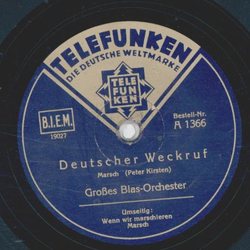 TELEFUNKEN
DIE DEUTSCHE WELTMARKE
TELE
FUN
KEN
B.I.E.M.
19027
Bestell-Nr.
A 1366
Deutscher Weckruf
Marsch (Peter Kirsten)
Großes Blas-Orchester
Umseitig:
Wenn wir marschieren
Marsch